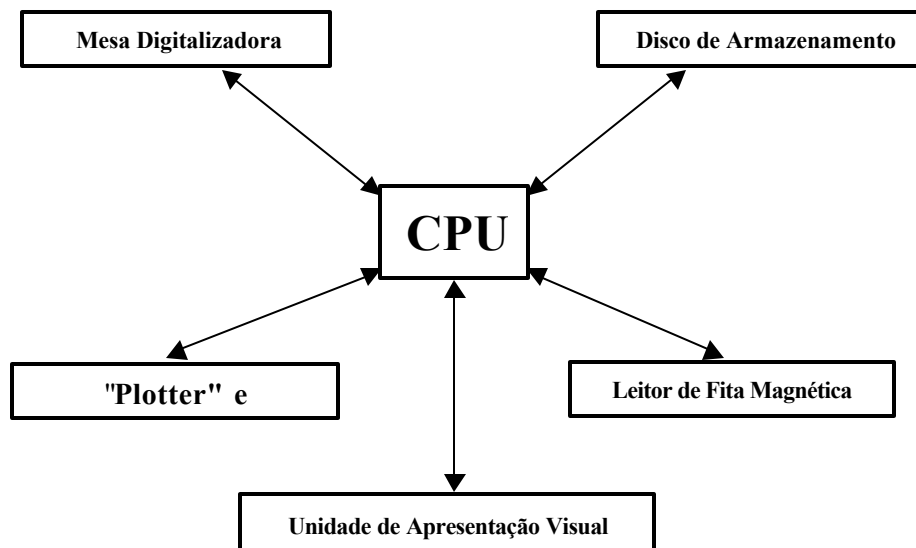 Mesa Digitalizadora
Disco de Armazenamento
CPU
"Plotter" e
Leitor de Fita Magnética
Unidade de Apresentação Visual